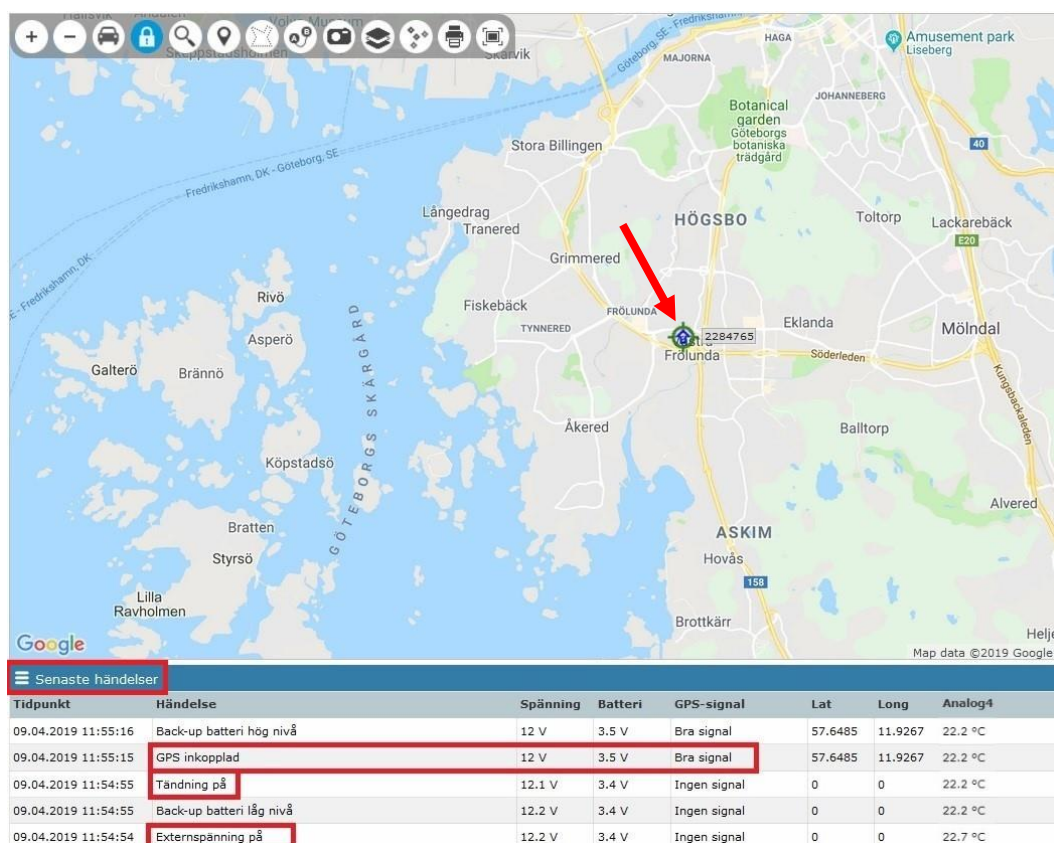 Fredrikshamn
HAGA
Amusement park
Liseberg
Skarvik
Göteborg, SE
MAJORNA
JOHANNEBERG
Botanical
garden
Göteborgs
botaniska
trädgård
40
Stora Billingen
Fredrikshamn, DK - Göteborg, SE
Långedrag
Tranered
HÖGSBO
Toltorp
Lackarebäck
E20
Grimmered
Rivö
Fiskebäck
FRÖLUNDA
Eklanda
Mölndal
TYNNERED
2284765
Asperö
Frölunda
Söderleden
Galterö
Brännö
GÖTEBORGS SKÄRGÅRD
Kungsbackaleden
Åkered
Balltorp
Köpstadsö
Alvered
Bratten
ASKIM
Styrsö
Hovås
158
Lilla
Ravholmen
Brottkärr
Google
Helje
Map data ©2019 Google
Senaste händelser
Tidpunkt Händelse Spänning Batteri GPS-signal Lat Long Analog4
09.04.2019 11:55:16 Back-up batteri hög nivå 12 V 3.5 V Bra signal 57.6485 11.9267 22.2 ºC
09.04.2019 11:55:15 GPS inkopplad 12 V 3.5 V Bra signal 57.6485 11.9267 22.2 ºC
09.04.2019 11:54:55 Tändning på 12.1 V 3.4 V Ingen signal 0 0 22.2 ºC
09.04.2019 11:54:55 Back-up batteri låg nivå 12.2 V 3.4 V Ingen signal 0 0 22.2 ºC
09.04.2019 11:54:54 Externspänning på 12.2 V 3.4 V Ingen signal 0 0 22.7 ºC